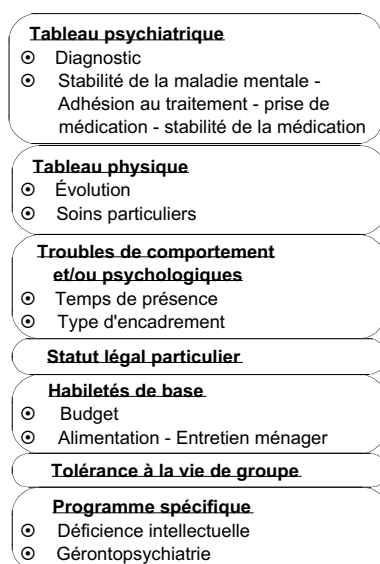 Tableau psychiatrique
Diagnostic
Stabilité de la maladie mentale -
Adhésion au traitement - prise de
médication - stabilité de la médication
Tableau physique
Évolution
Soins particuliers
Troubles de comportement
et/ou psychologiques
Temps de présence
Type d'encadrement
Statut légal particulier
Habiletés de base
Budget
Alimentation - Entretien ménager
Tolérance à la vie de groupe
Programme spécifique
Déficience intellectuelle
Gérontopsychiatrie